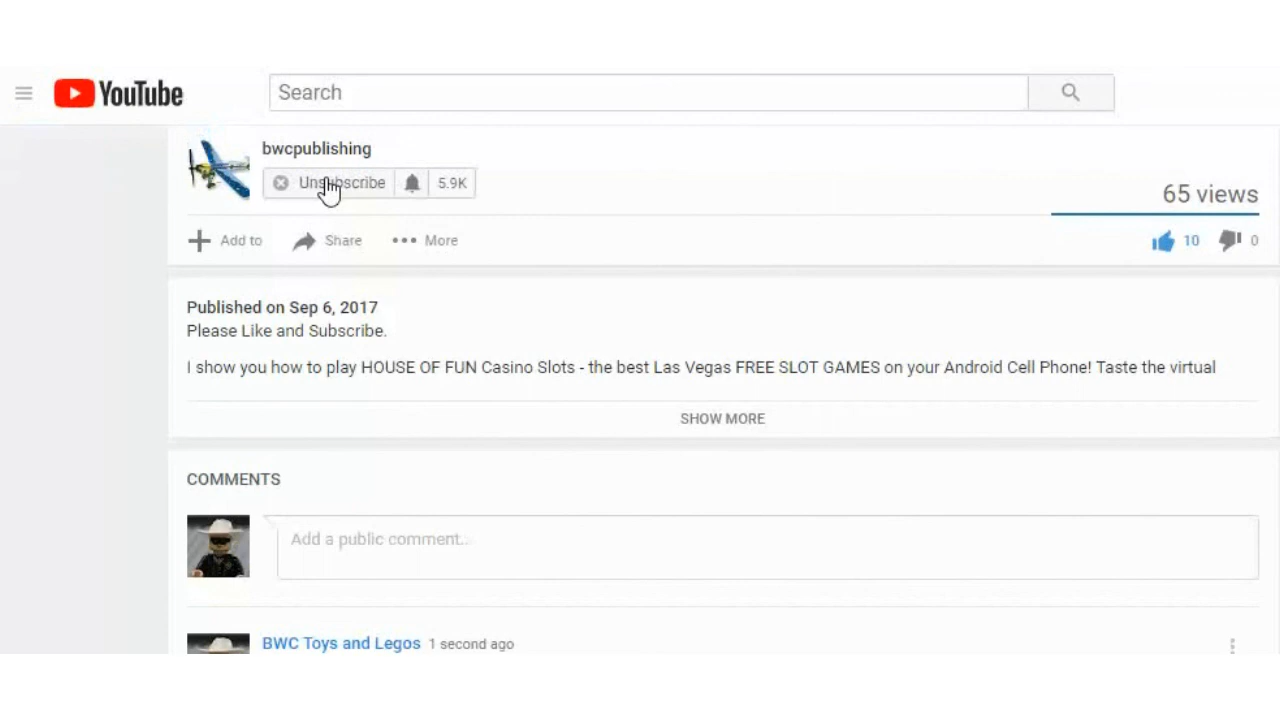 YouTube
Search
bwcpublishing
Unsubscribe 5.9K
65 views
Add to Share More 10 0
Published on Sep 6, 2017
Please Like and Subscribe.
I show you how to play HOUSE OF FUN Casino Slots - the best Las Vegas FREE SLOT GAMES on your Android Cell Phone! Taste the virtual
SHOW MORE
COMMENTS
Add a public comment...
BWC Toys and Legos 1 second ago